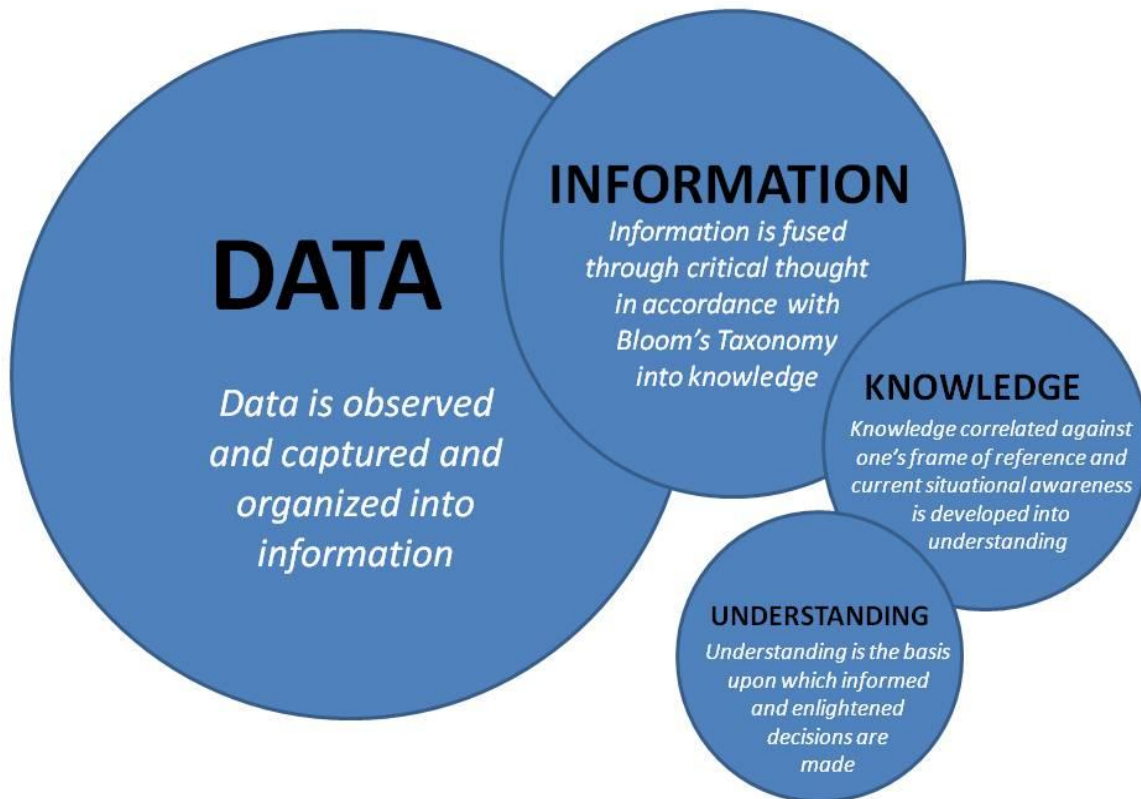 DATA
Data is observed
and captured and
organized into
information
INFORMATION
Information is fused
through critical thought
in accordance with
Bloom’s Taxonomy
into knowledge
KNOWLEDGE
Knowledge correlated against
one’s frame of reference and
current situational awareness
is developed into
understanding
UNDERSTANDING
Understanding is the basis
upon which informed
and enlightened
decisions are
made